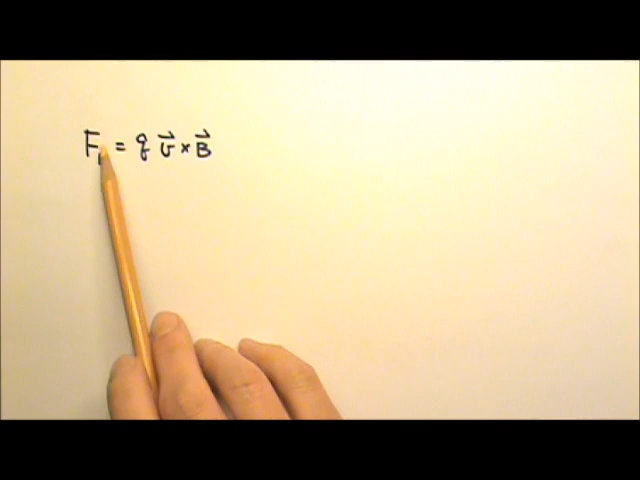 F = q v⃗ × B⃗